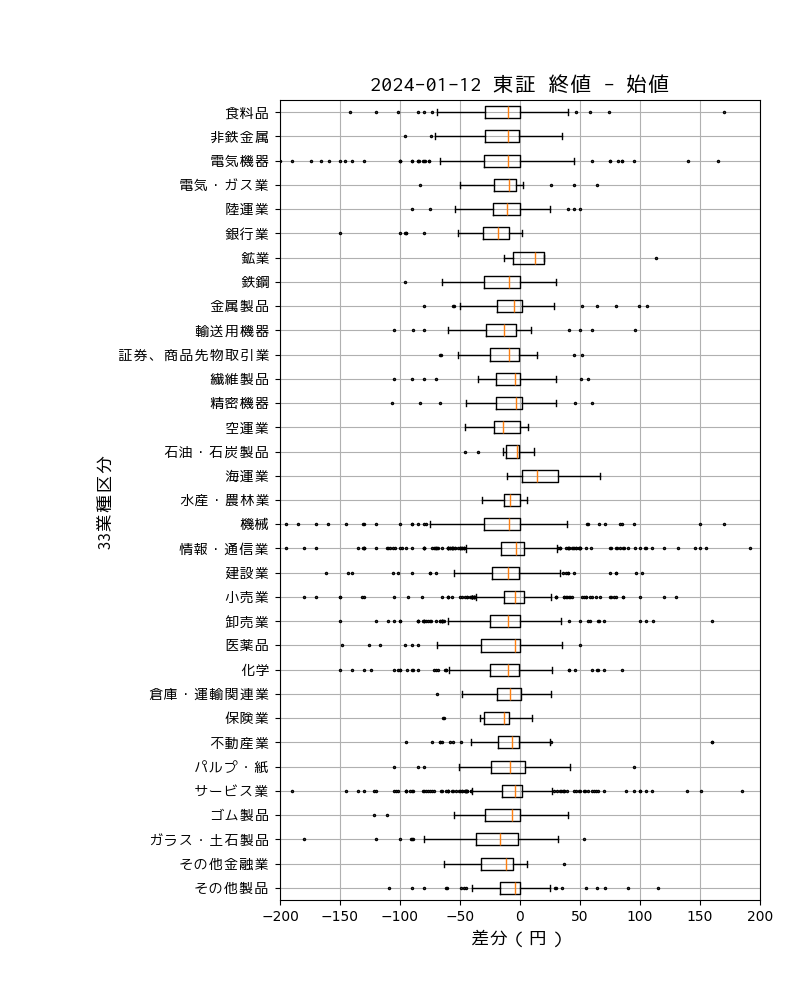 2024-01-12 東証 終値 - 始値
食料品
非鉄金属
電気機器
電気・ガス業
陸運業
銀行業
鉱業
鉄鋼
金属製品
輸送用機器
証券、商品先物取引業
繊維製品
精密機器
空運業
石油・石炭製品
海運業
水産・農林業
機械
情報・通信業
建設業
小売業
卸売業
医薬品
化学
倉庫・運輸関連業
保険業
不動産業
パルプ・紙
サービス業
ゴム製品
ガラス・土石製品
その他金融業
その他製品
33業種区分
−200 −150 −100 −50 0 50 100 150 200
差分（円）